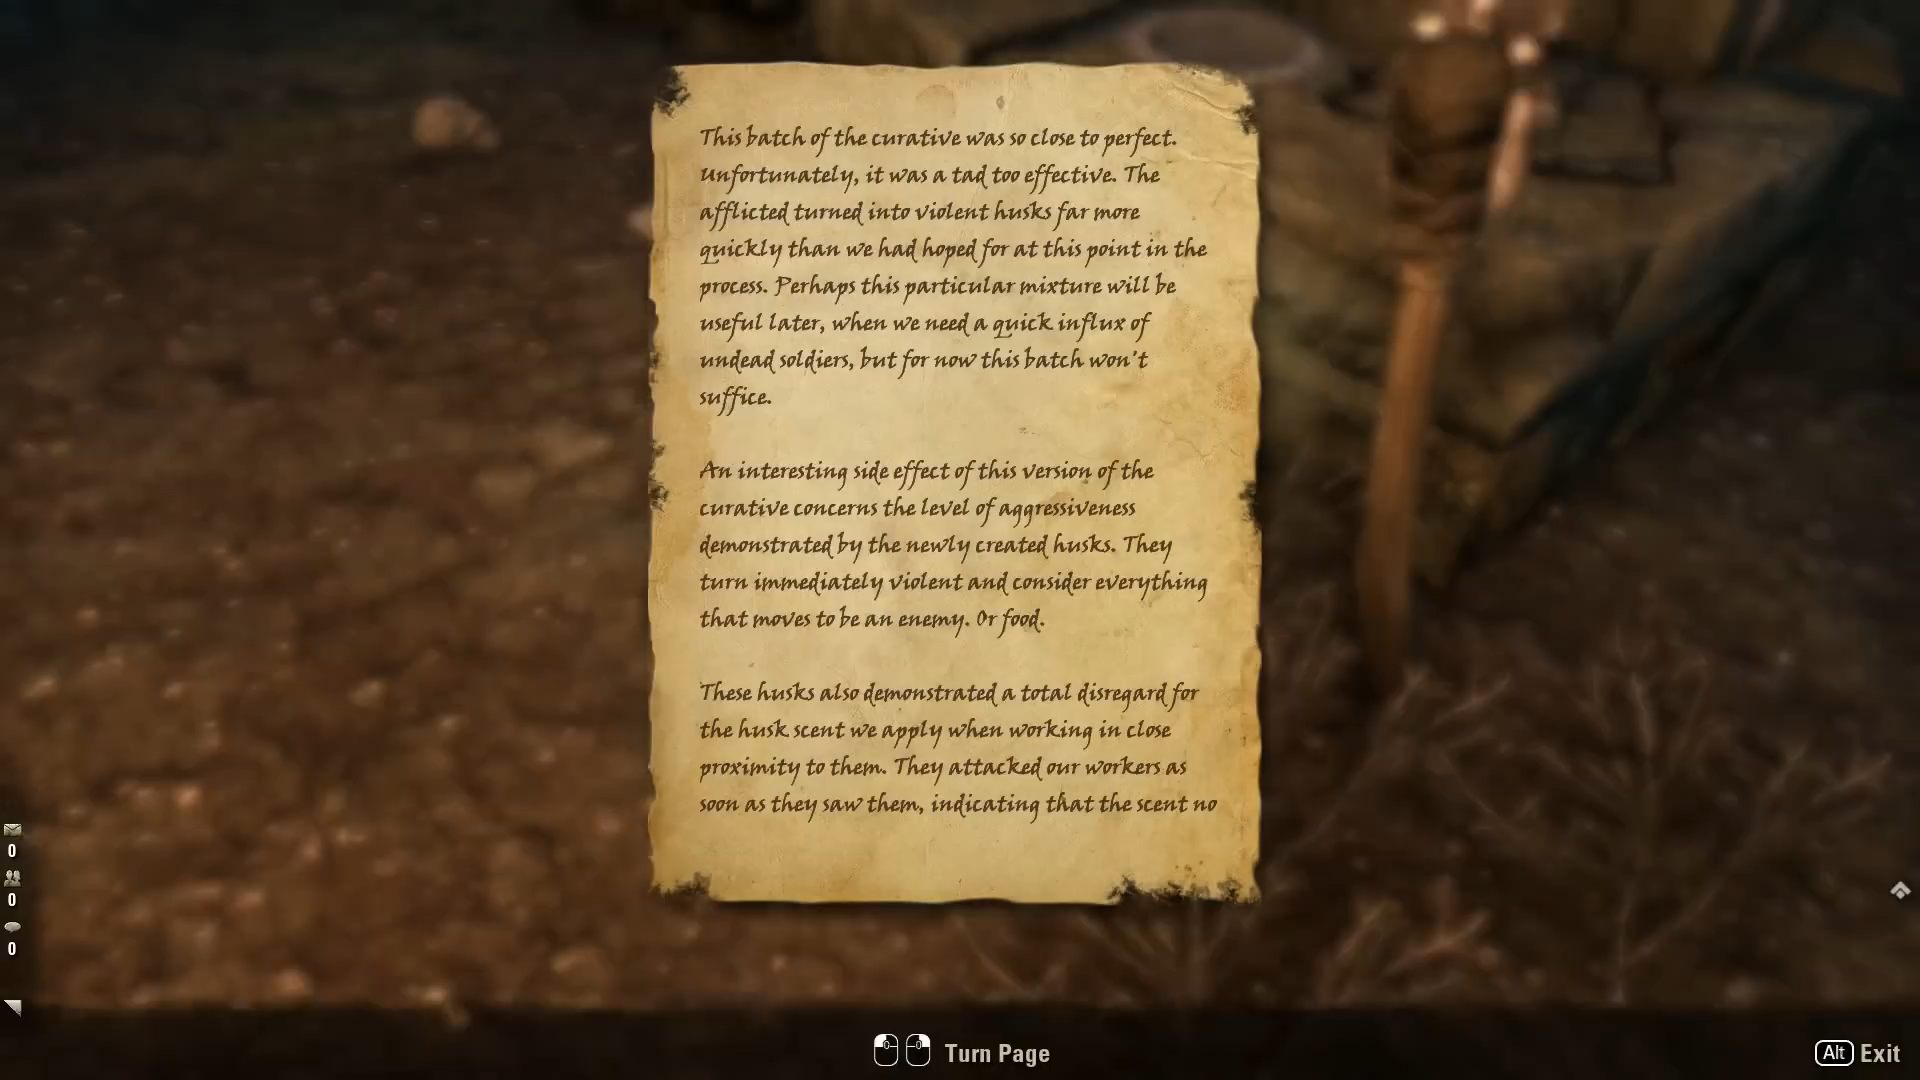 This batch of the curative was so close to perfect.
Unfortunately, it was a tad too effective. The
afflicted turned into violent husks far more
quickly than we had hoped for at this point in the
process. Perhaps this particular mixture will be
useful later, when we need a quick influx of
undead soldiers, but for now this batch won't
suffice.
An interesting side effect of this version of the
curative concerns the level of aggressiveness
demonstrated by the newly created husks. They
turn immediately violent and consider everything
that moves to be an enemy. Or food.
These husks also demonstrated a total disregard for
the husk scent we apply when working in close
proximity to them. They attacked our workers as
soon as they saw them, indicating that the scent no
0
0
0
Turn Page
Alt Exit